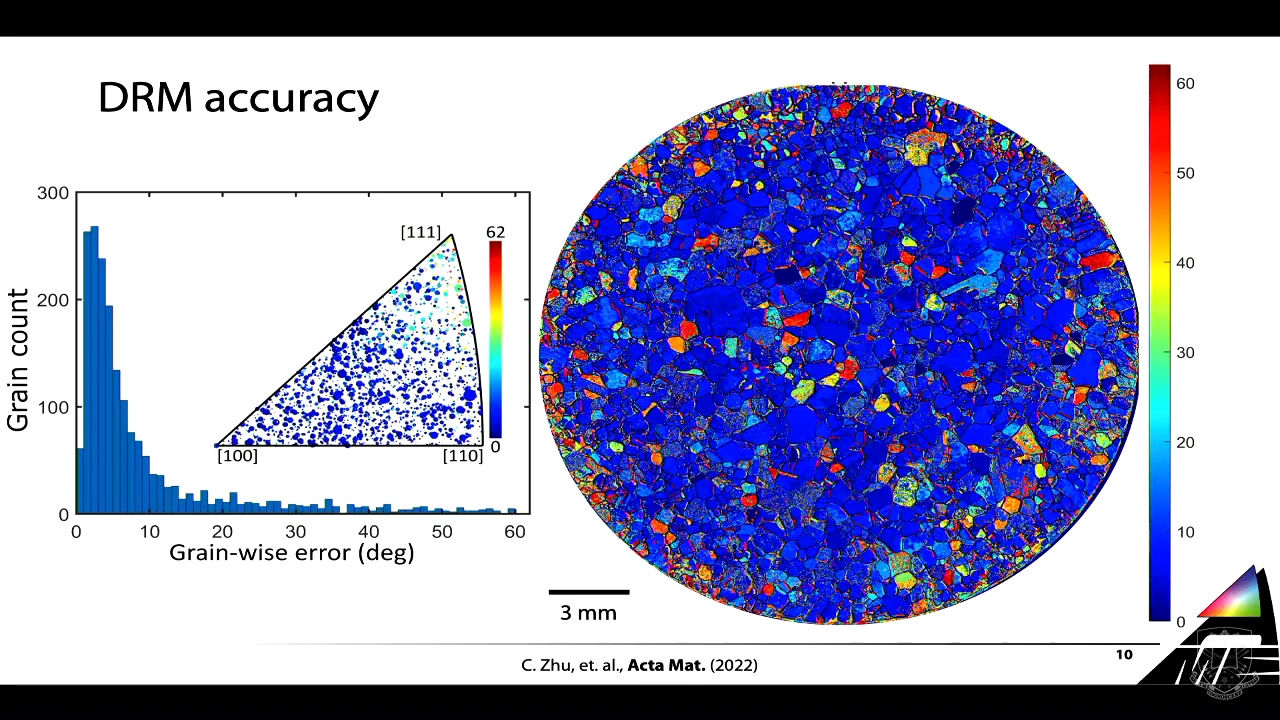 DRM accuracy
300
200
100
0
0 10 20 30 40 50 60
Grain count
Grain-wise error (deg)
[111]
62
0
[100]
[110]
60
50
40
30
20
10
0
3 mm
10
C. Zhu, et. al., Acta Mat. (2022)